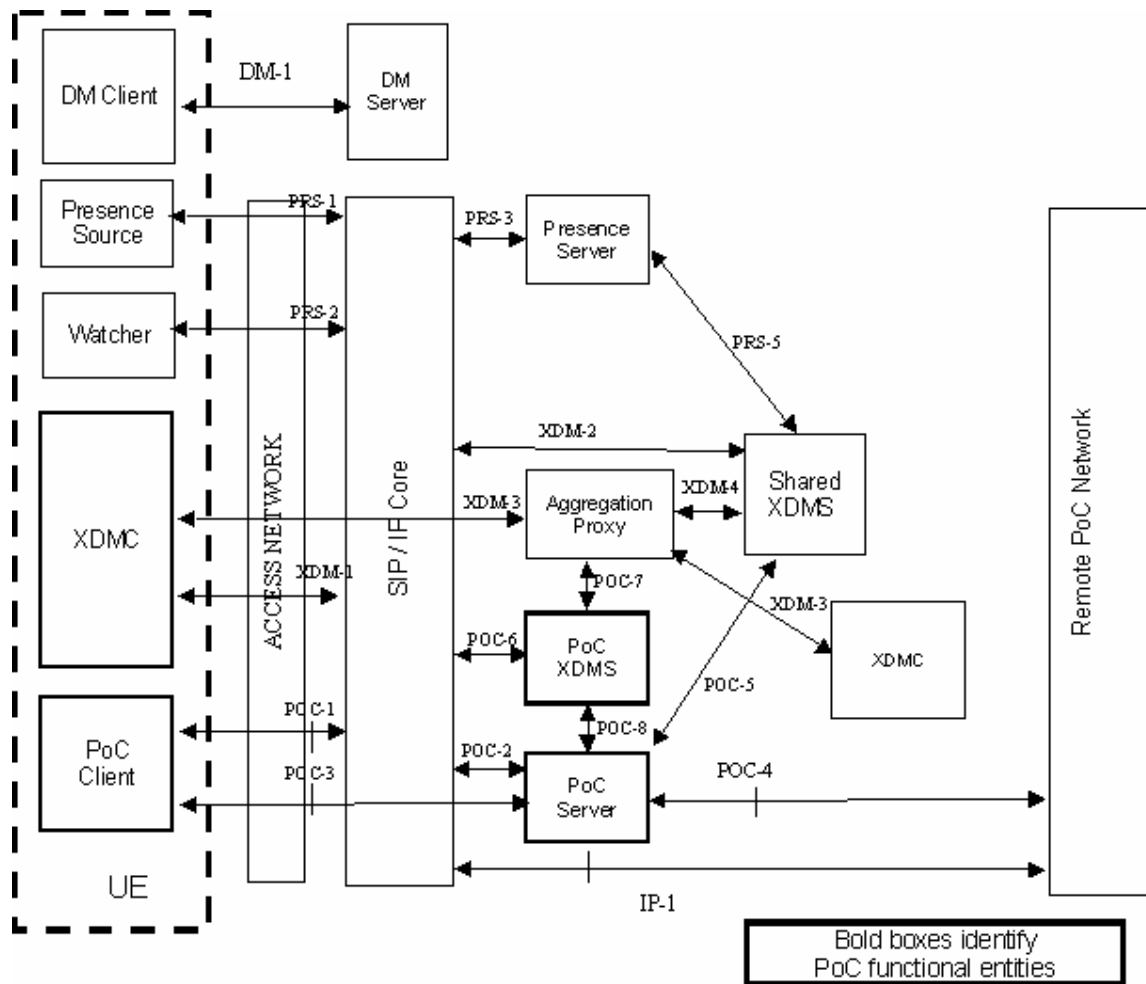 DM Client
DM-1
DM
Server
Presence
Source
PRS-1
PRS-3
Presence
Server
Watcher
PRS-2
PRS-5
XDMC
ACCESS NETWORK
SIP / IP Core
XDM-2
XDM-3
Aggregation
Proxy
XDM-4
Shared
XDMS
Remote PoC Network
XDM-1
POC-7
XDM-3
POC-6
PoC
XDMS
XDMC
POC-5
PoC
Client
POC-1
POC-3
POC-2
POC-8
PoC
Server
POC-4
UE
IP-1
Bold boxes identify
PoC functional entities